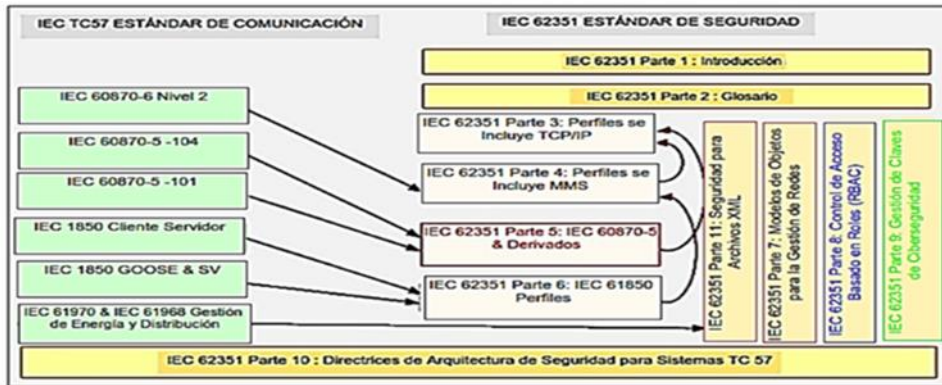 IEC TC57 ESTÁNDAR DE COMUNICACIÓN
IEC 62351 ESTÁNDAR DE SEGURIDAD
IEC 62351 Parte 1 : Introducción
IEC 62351 Parte 2 : Glosario
IEC 60870-6 Nivel 2
IEC 60870-5 -104
IEC 60870-5 -101
IEC 1850 Cliente Servidor
IEC 1850 GOOSE & SV
IEC 61970 & IEC 61968 Gestión
de Energía y Distribución
IEC 62351 Parte 3: Perfiles se
Incluye TCP/IP
IEC 62351 Parte 4: Perfiles se
Incluye MMS
IEC 62351 Parte 5: IEC 60870-5
& Derivados
IEC 62351 Parte 6: IEC 61850
Perfiles
IEC 62351 Parte 11: Seguridad para
Archivos XML
IEC 62351 Parte 7: Modelos de Objetos
para la Gestión de Redes
IEC 62351 Parte 8: Control de Acceso
Basado en Roles (RBAC)
IEC 62351 Parte 9: Gestión de Claves
de Ciberseguridad
IEC 62351 Parte 10 : Directrices de Arquitectura de Seguridad para Sistemas TC 57